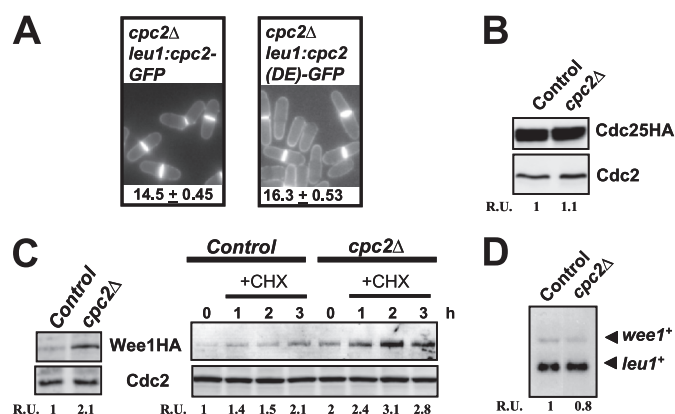 A
cpc2Δ
leu1:cpc2-
GFP
14.5 ± 0.45
cpc2Δ
leu1:cpc2
(DE)-GFP
16.3 ± 0.53
B
Control
cpc2Δ
Cdc25HA
Cdc2
R.U. 1 1.1
C
Control
cpc2Δ
Control cpc2Δ
+CHX +CHX
0 1 2 3 0 1 2 3 h
Wee1HA
Cdc2
R.U. 1 2.1 R.U. 1 1.4 1.5 2.1 2 2.4 3.1 2.8
D
Control
cpc2Δ
wee1+
leu1+
R.U. 1 0.8